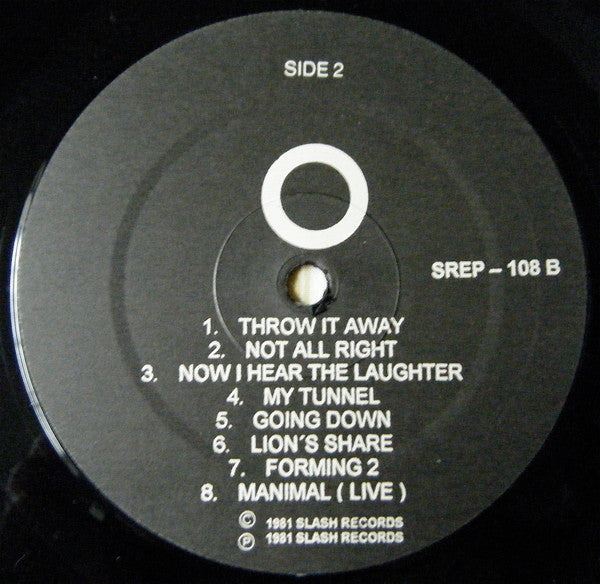 SIDE 2
SREP – 108 B
1. THROW IT AWAY
2. NOT ALL RIGHT
3. NOW I HEAR THE LAUGHTER
4. MY TUNNEL
5. GOING DOWN
6. LION´S SHARE
7. FORMING 2
8. MANIMAL ( LIVE )
© 1981 SLASH RECORDS
℗ 1981 SLASH RECORDS